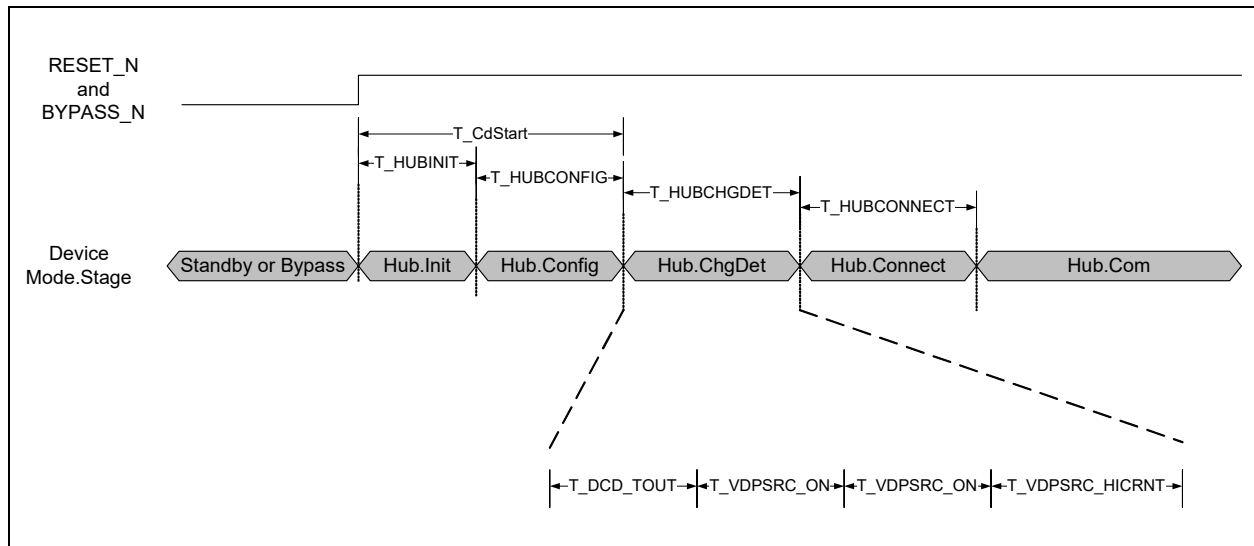 RESET_N
and
BYPASS_N
T_CdStart
T_HUBINIT
T_HUBCONFIG
T_HUBCHGDET
T_HUBCONNECT
Device
Mode.Stage
Standby or Bypass
Hub.Init
Hub.Config
Hub.ChgDet
Hub.Connect
Hub.Com
T_DCD_TOUT
T_VDPSRC_ON
T_VDPSRC_ON
T_VDPSRC_HICRNT